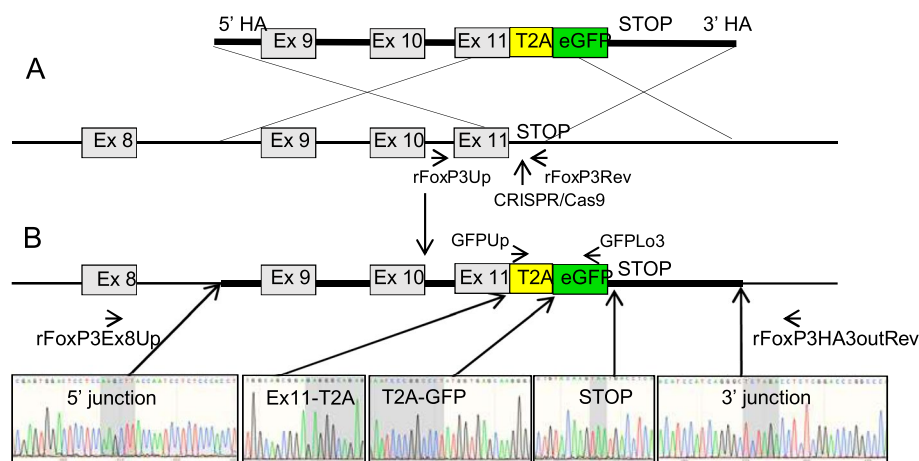 5' HA
STOP
3' HA
Ex 9
Ex 10
Ex 11
T2A
eGFP
A
Ex 8
Ex 9
Ex 10
Ex 11
STOP
rFoxP3Up
rFoxP3Rev
CRISPR/Cas9
B
GFPUp
GFPLo3
Ex 8
Ex 9
Ex 10
Ex 11
T2A
eGFP
STOP
rFoxP3Ex8Up
rFoxP3HA3outRev
5' junction
Ex11-T2A
T2A-GFP
STOP
3' junction